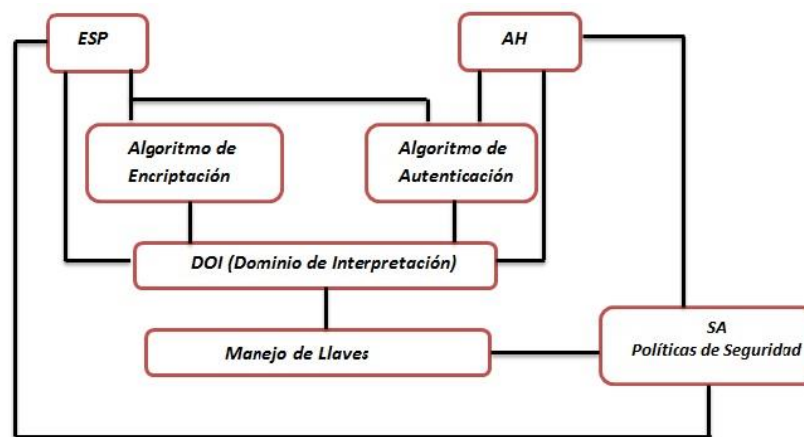 ESP
AH
Algoritmo de
Encriptación
Algoritmo de
Autenticación
DOI (Dominio de Interpretación)
Manejo de Llaves
SA
Políticas de Seguridad